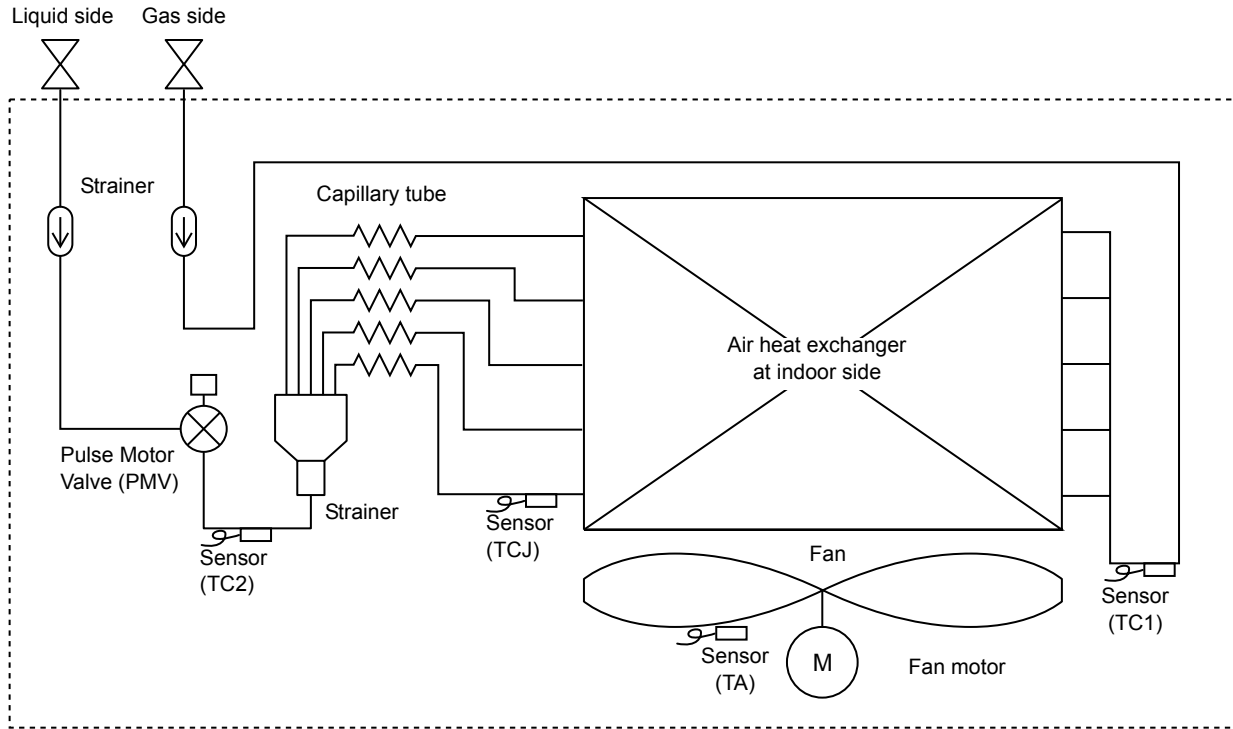 Liquid side
Gas side
Strainer
Capillary tube
Air heat exchanger
at indoor side
Pulse Motor
Valve (PMV)
Strainer
Sensor
(TCJ)
Sensor
(TC2)
Fan
Sensor
(TC1)
Sensor
(TA)
M
Fan motor